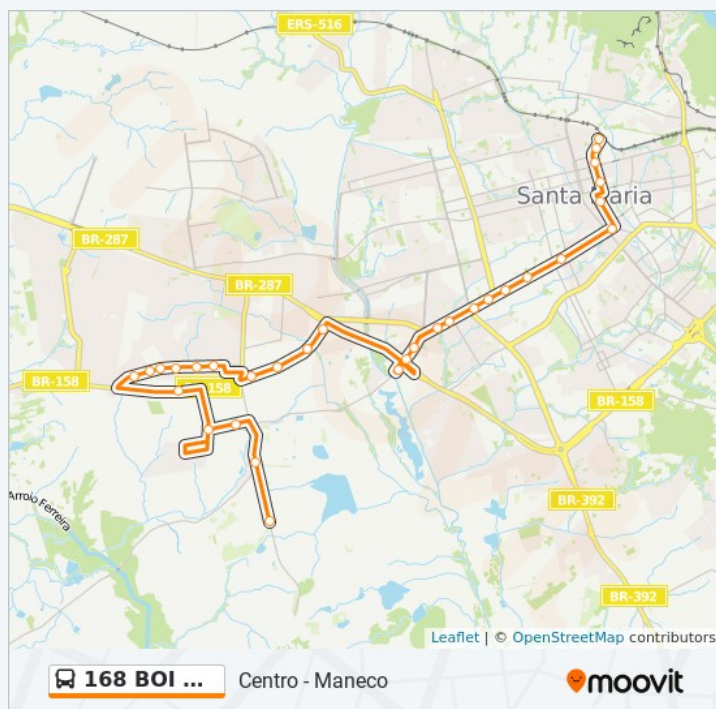 ERS-516
Santa Maria
BR-287
BR-287
BR-158
BR-158
BR-158
Arroio Ferreira
BR-392
BR-392
Leaflet | © OpenStreetMap contributors
168 BOI ...
Centro - Maneco
moovit